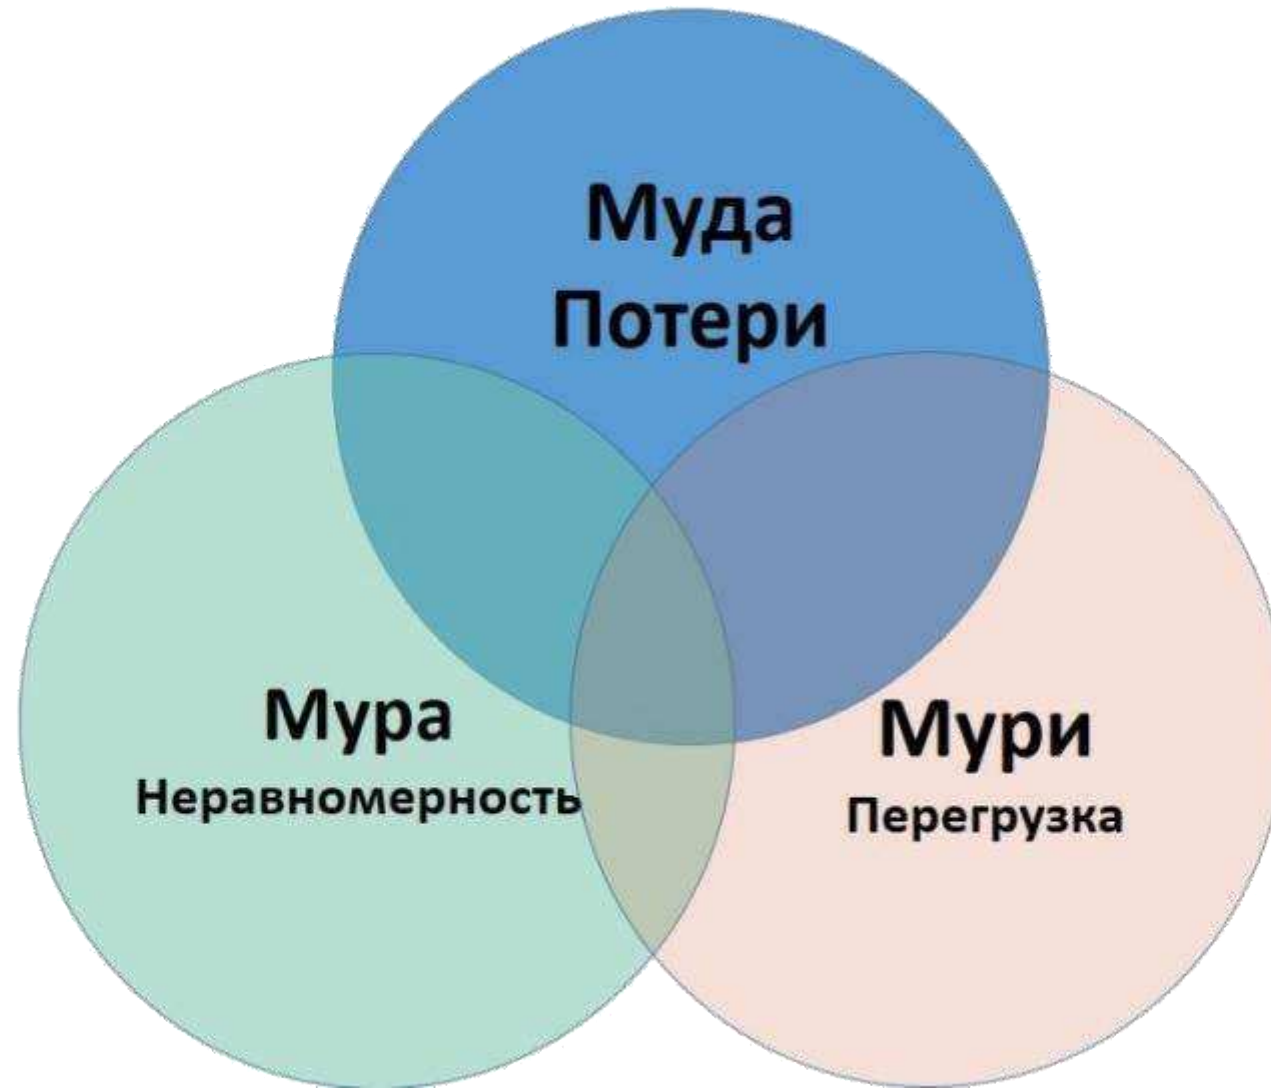 Муда
Потери
Мура
Неравномерность
Мури
Перегрузка